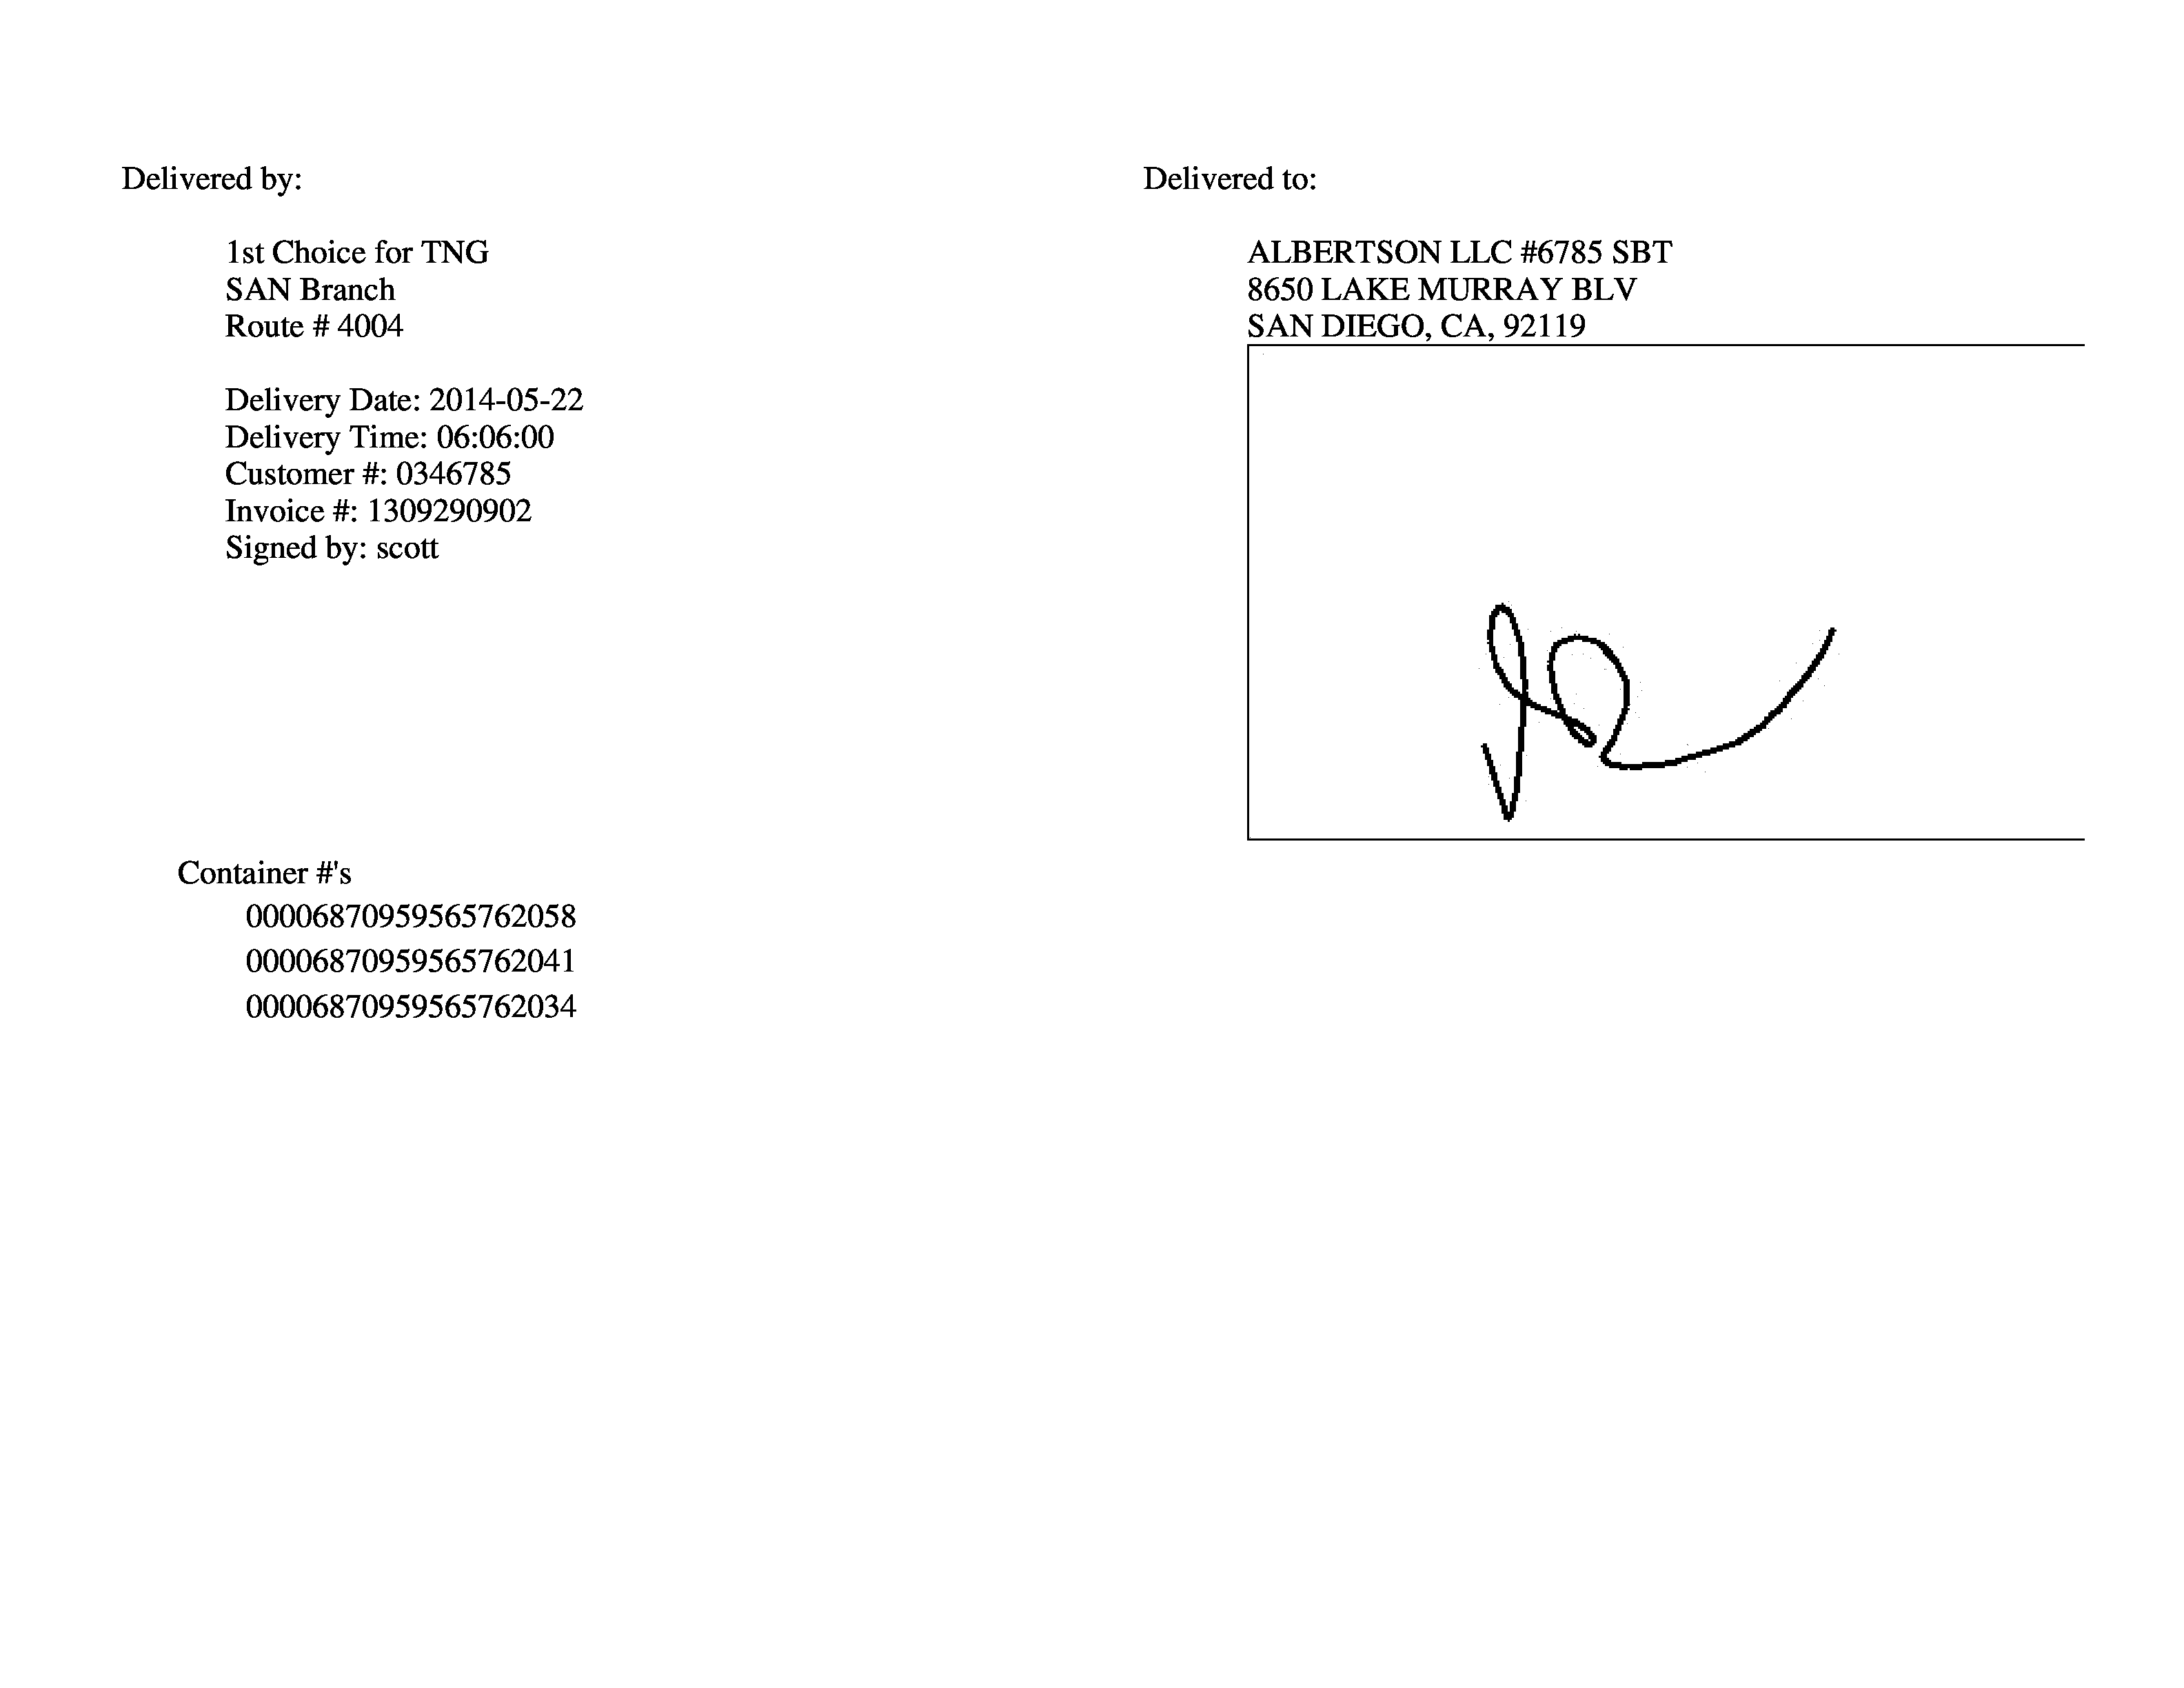 Delivered by:
1st Choice for TNG
SAN Branch
Route # 4004
Delivery Date: 2014-05-22
Delivery Time: 06:06:00
Customer #: 0346785
Invoice #: 1309290902
Signed by: scott
Delivered to:
ALBERTSON LLC #6785 SBT
8650 LAKE MURRAY BLV
SAN DIEGO, CA, 92119
Container #'s
00006870959565762058
00006870959565762041
00006870959565762034